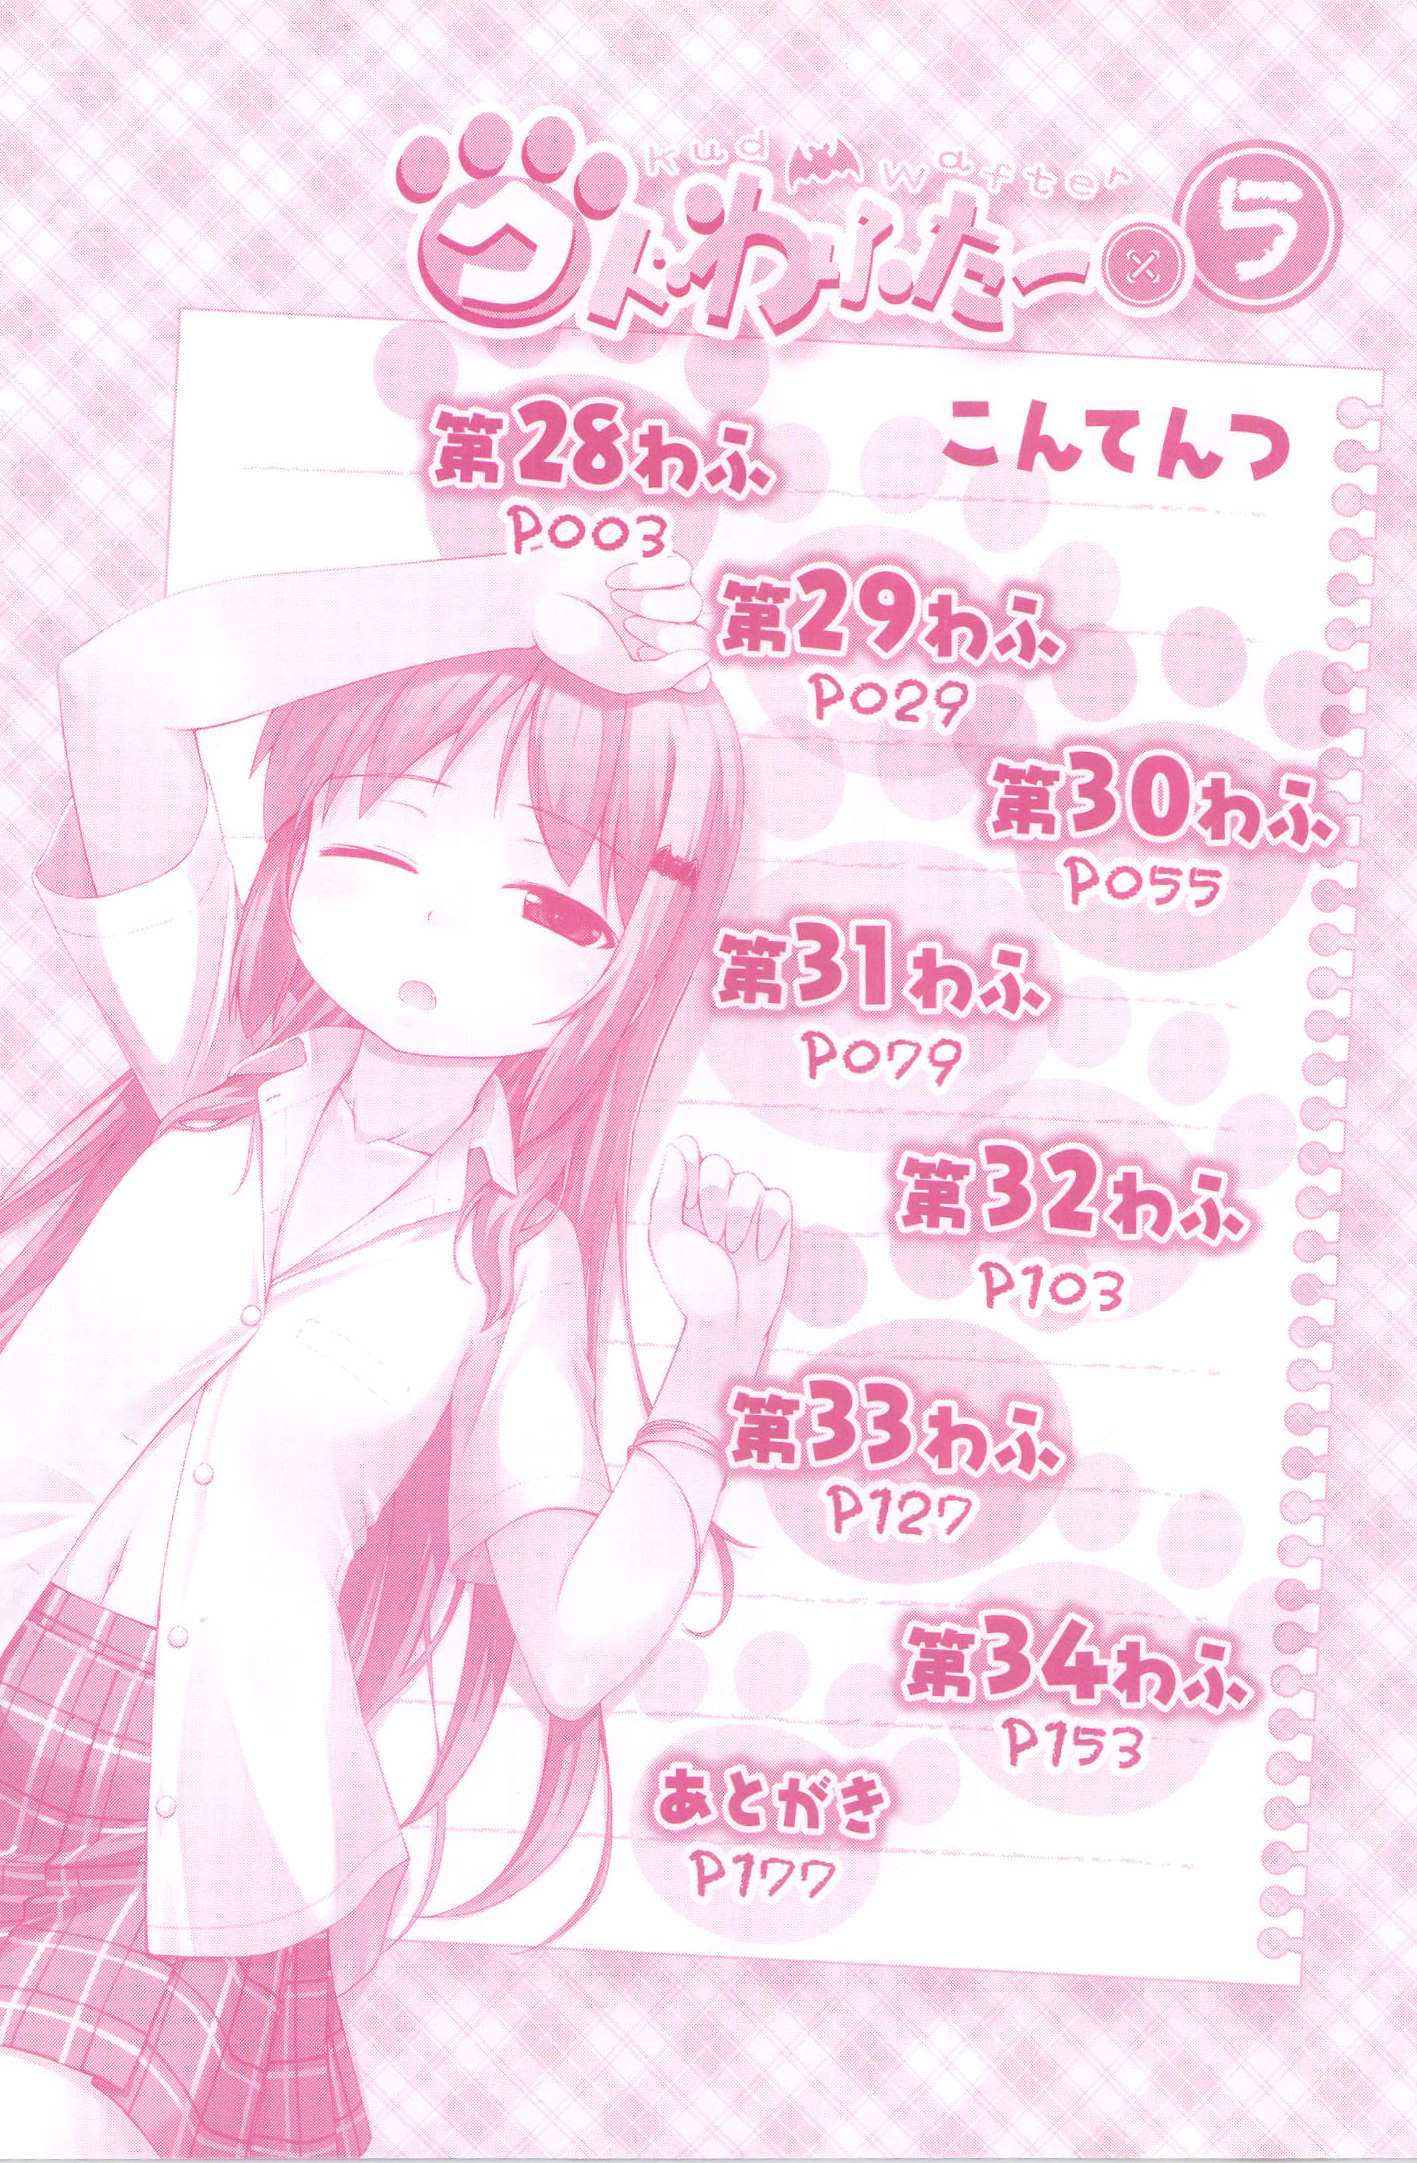 kud wafter
クド・わふたー
5
こんてんつ
第28わふ
P003
第29わふ
P029
第30わふ
P055
第31わふ
P079
第32わふ
P103
第33わふ
P127
第34わふ
P153
あとがき
P177